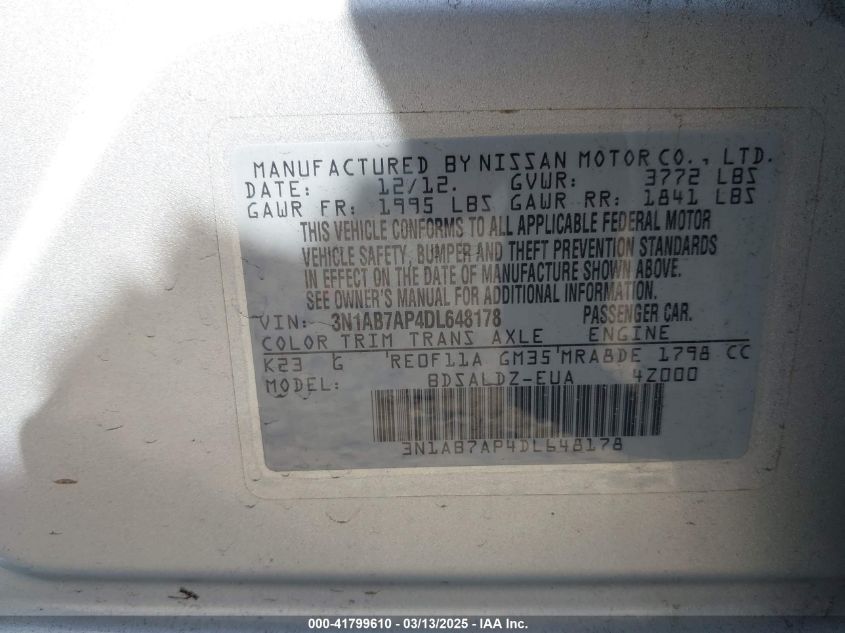 MANUFACTURED BY NISSAN MOTOR CO., LTD.
DATE: 12/12. GVWR: 3772 LBS
GAWR FR: 1995 LBS GAWR RR: 1841 LBS
THIS VEHICLE CONFORMS TO ALL APPLICABLE FEDERAL MOTOR
VEHICLE SAFETY, BUMPER AND THEFT PREVENTION STANDARDS
IN EFFECT ON THE DATE OF MANUFACTURE SHOWN ABOVE.
SEE OWNER'S MANUAL FOR ADDITIONAL INFORMATION.
VIN: 3N1AB7AP4DL648178 PASSENGER CAR.
COLOR TRIM TRANS AXLE ENGINE
K23 G RE0F11A GM35 MRA8DE 1798 CC
MODEL: BDSALDZ-EUA 4Z000
3N1AB7AP4DL648178
000-41799610 - 03/13/2025 - IAA Inc.